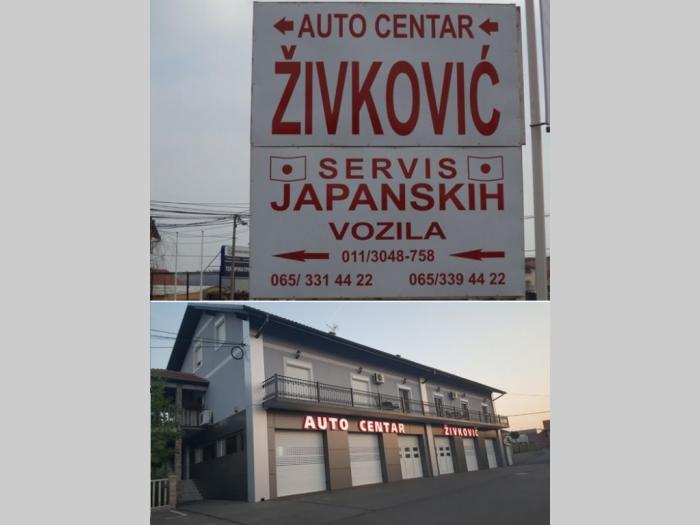 AUTO CENTAR
ŽIVKOVIĆ
SERVIS
JAPANSKIH
VOZILA
011/3048-758
065/ 331 44 22 065/339 44 22
AUTO CENTAR ŽIVKOVIĆ